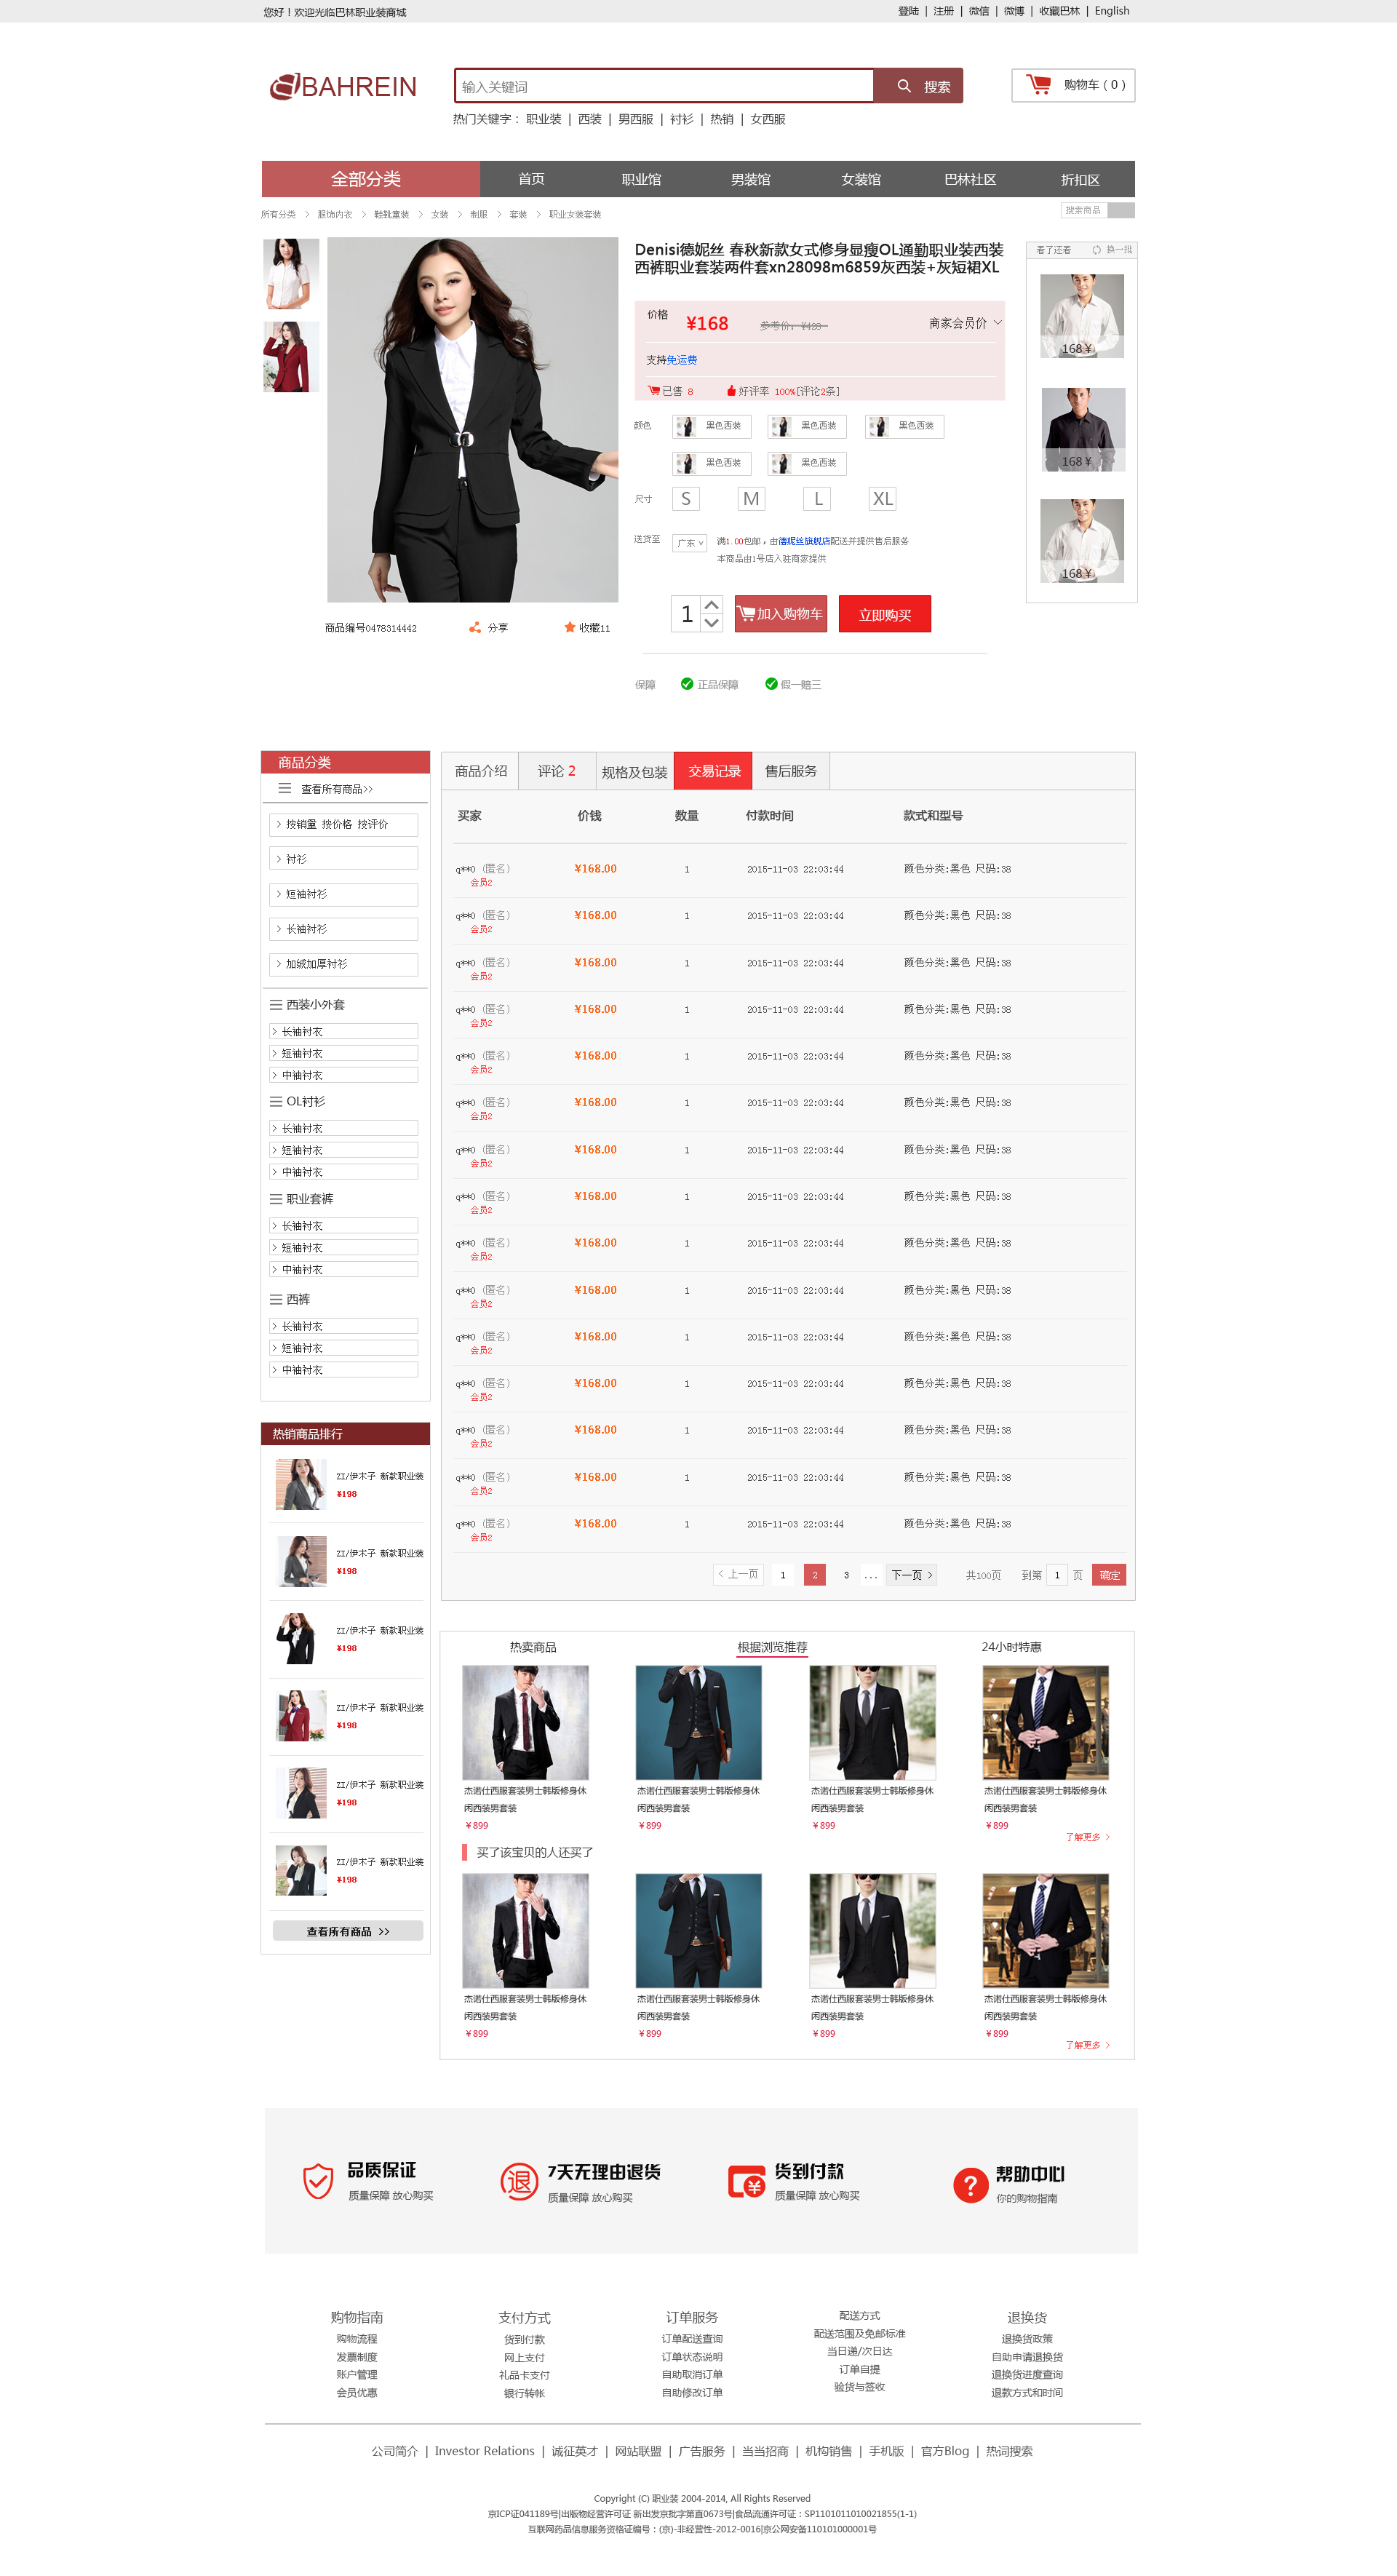 您好！欢迎光临巴林职业装商城
登陆 | 注册 | 微信 | 微博 | 收藏巴林 | English
BAHREIN
输入关键词
搜索
购物车（0）
热门关键字： 职业装 | 西装 | 男西服 | 衬衫 | 热销 | 女西服
全部分类 首页 职业馆 男装馆 女装馆 巴林社区 折扣区
所有分类 > 服饰内衣 > 鞋靴童装 > 女装 > 制服 > 套装 > 职业女装套装
搜索商品
Denisi德妮丝 春秋新款女式修身显瘦OL通勤职业装西装
西裤职业套装两件套xn28098m6859灰西装+灰短裙XL
价格 ¥168 参考价：¥499 商家会员价
支持免运费
已售 8 好评率 100%[评论2条]
颜色 黑色西装 黑色西装 黑色西装
黑色西装 黑色西装
尺寸 S M L XL
送货至 广东 满1.00包邮，由德妮丝旗舰店配送并提供售后服务
本商品由1号店入驻商家提供
1 加入购物车 立即购买
商品编号0478314442 分享 收藏11
保障 正品保障 假一赔三
看了还看 换一批
168￥
168￥
168￥
商品分类
查看所有商品>>
按销量 按价格 按评价
衬衫
短袖衬衫
长袖衬衫
加绒加厚衬衫
西装小外套
长袖衬衣
短袖衬衣
中袖衬衣
OL衬衫
长袖衬衣
短袖衬衣
中袖衬衣
职业套裤
长袖衬衣
短袖衬衣
中袖衬衣
西裤
长袖衬衣
短袖衬衣
中袖衬衣
热销商品排行
ZI/伊木子 新款职业装
¥198
ZI/伊木子 新款职业装
¥198
ZI/伊木子 新款职业装
¥198
ZI/伊木子 新款职业装
¥198
ZI/伊木子 新款职业装
¥198
ZI/伊木子 新款职业装
¥198
查看所有商品 >>
商品介绍 评论 2 规格及包装 交易记录 售后服务
买家 价钱 数量 付款时间 款式和型号
q**0（匿名） ¥168.00 1 2015-11-03 22:03:44 颜色分类:黑色 尺码:38
会员2
q**0（匿名） ¥168.00 1 2015-11-03 22:03:44 颜色分类:黑色 尺码:38
会员2
q**0（匿名） ¥168.00 1 2015-11-03 22:03:44 颜色分类:黑色 尺码:38
会员2
q**0（匿名） ¥168.00 1 2015-11-03 22:03:44 颜色分类:黑色 尺码:38
会员2
q**0（匿名） ¥168.00 1 2015-11-03 22:03:44 颜色分类:黑色 尺码:38
会员2
q**0（匿名） ¥168.00 1 2015-11-03 22:03:44 颜色分类:黑色 尺码:38
会员2
q**0（匿名） ¥168.00 1 2015-11-03 22:03:44 颜色分类:黑色 尺码:38
会员2
q**0（匿名） ¥168.00 1 2015-11-03 22:03:44 颜色分类:黑色 尺码:38
会员2
q**0（匿名） ¥168.00 1 2015-11-03 22:03:44 颜色分类:黑色 尺码:38
会员2
q**0（匿名） ¥168.00 1 2015-11-03 22:03:44 颜色分类:黑色 尺码:38
会员2
q**0（匿名） ¥168.00 1 2015-11-03 22:03:44 颜色分类:黑色 尺码:38
会员2
q**0（匿名） ¥168.00 1 2015-11-03 22:03:44 颜色分类:黑色 尺码:38
会员2
q**0（匿名） ¥168.00 1 2015-11-03 22:03:44 颜色分类:黑色 尺码:38
会员2
q**0（匿名） ¥168.00 1 2015-11-03 22:03:44 颜色分类:黑色 尺码:38
会员2
q**0（匿名） ¥168.00 1 2015-11-03 22:03:44 颜色分类:黑色 尺码:38
会员2
< 上一页 1 2 3 ... 下一页 > 共100页 到第 1 页 确定
热卖商品 根据浏览推荐 24小时特惠
杰诺仕西服套装男士韩版修身休 杰诺仕西服套装男士韩版修身休 杰诺仕西服套装男士韩版修身休 杰诺仕西服套装男士韩版修身休
闲西装男套装 闲西装男套装 闲西装男套装 闲西装男套装
￥899 ￥899 ￥899 ￥899
了解更多 >
买了该宝贝的人还买了
杰诺仕西服套装男士韩版修身休 杰诺仕西服套装男士韩版修身休 杰诺仕西服套装男士韩版修身休 杰诺仕西服套装男士韩版修身休
闲西装男套装 闲西装男套装 闲西装男套装 闲西装男套装
￥899 ￥899 ￥899 ￥899
了解更多 >
品质保证 退 7天无理由退货 货到付款 帮助中心
质量保障 放心购买 质量保障 放心购买 质量保障 放心购买 你的购物指南
购物指南 支付方式 订单服务 配送方式 退换货
购物流程 货到付款 订单配送查询 配送范围及免邮标准 退换货政策
发票制度 网上支付 订单状态说明 当日递/次日达 自助申请退换货
账户管理 礼品卡支付 自助取消订单 订单自提 退换货进度查询
会员优惠 银行转帐 自助修改订单 验货与签收 退款方式和时间
公司简介 | Investor Relations | 诚征英才 | 网站联盟 | 广告服务 | 当当招商 | 机构销售 | 手机版 | 官方Blog | 热词搜索
Copyright (C) 职业装 2004-2014, All Rights Reserved
京ICP证041189号|出版物经营许可证 新出发京批字第直0673号|食品流通许可证：SP1101011010021855(1-1)
互联网药品信息服务资格证编号：(京)-非经营性-2012-0016|京公网安备110101000001号